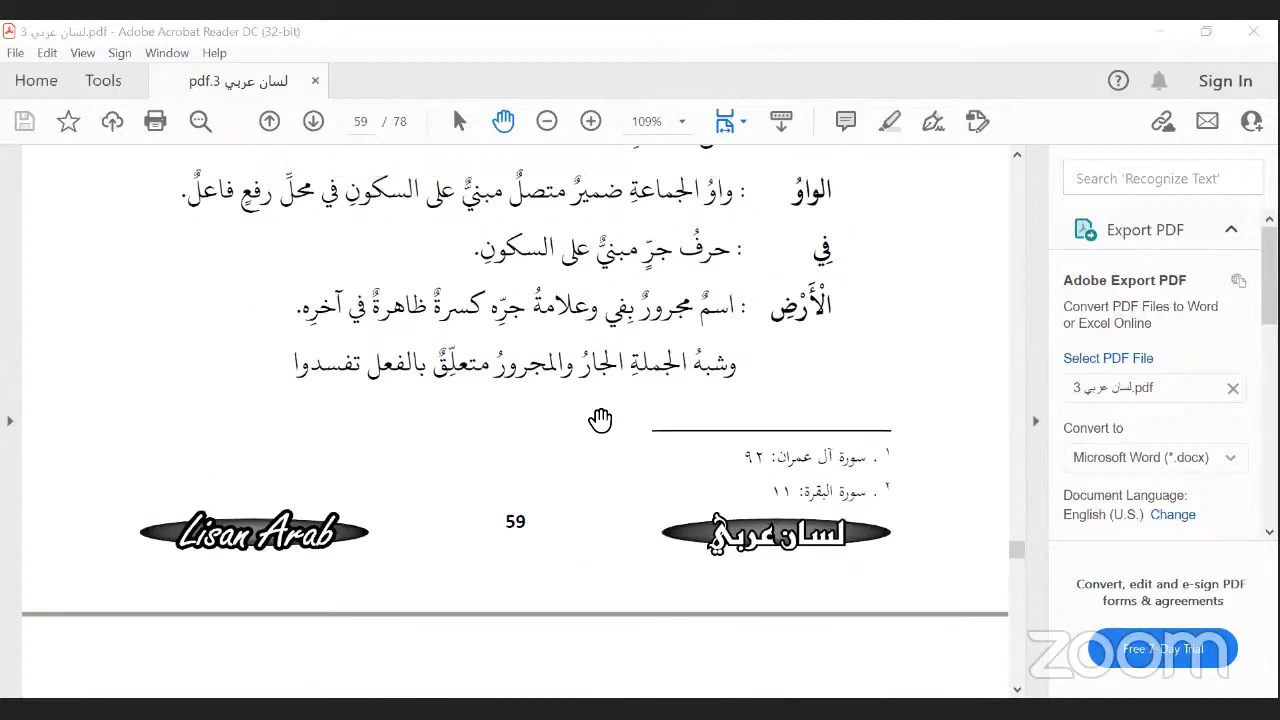 لسان عربي 3.pdf - Adobe Acrobat Reader DC (32-bit)
File Edit View Sign Window Help
Home Tools لسان عربي 3.pdf × Sign In
59 / 78 109%
الواوُ : واوُ الجماعةِ ضميرٌ متصلٌ مبنيٌّ على السكونِ في محلِّ رفعٍ فاعلٌ.
فِي : حرفُ جرٍّ مبنيٌّ على السكونِ.
الْأَرْضِ : اسمٌ مجرورٌ بِفي وعلامةُ جرِّه كسرةٌ ظاهرةٌ في آخرِه.
وشبهُ الجملةِ الجارُ والمجرورُ متعلِّقٌ بالفعل تفسدوا
١ . سورة آل عمران: ٩٢
٢ . سورة البقرة: ١١
Lisan Arab 59 لسان عربي
Search 'Recognize Text'
Export PDF
Adobe Export PDF
Convert PDF Files to Word
or Excel Online
Select PDF File
لسان عربي 3.pdf
Convert to
Microsoft Word (*.docx)
Document Language:
English (U.S.) Change
Convert, edit and e-sign PDF
forms & agreements
Free 7-Day Trial
zoom